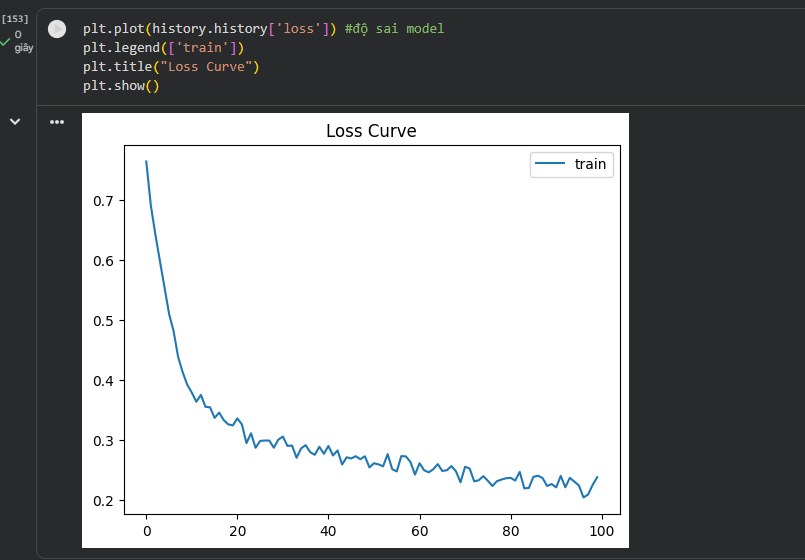 [153]
0
giây
plt.plot(history.history['loss']) #độ sai model
plt.legend(['train'])
plt.title("Loss Curve")
plt.show()
Loss Curve
train
0.7
0.6
0.5
0.4
0.3
0.2
0 20 40 60 80 100